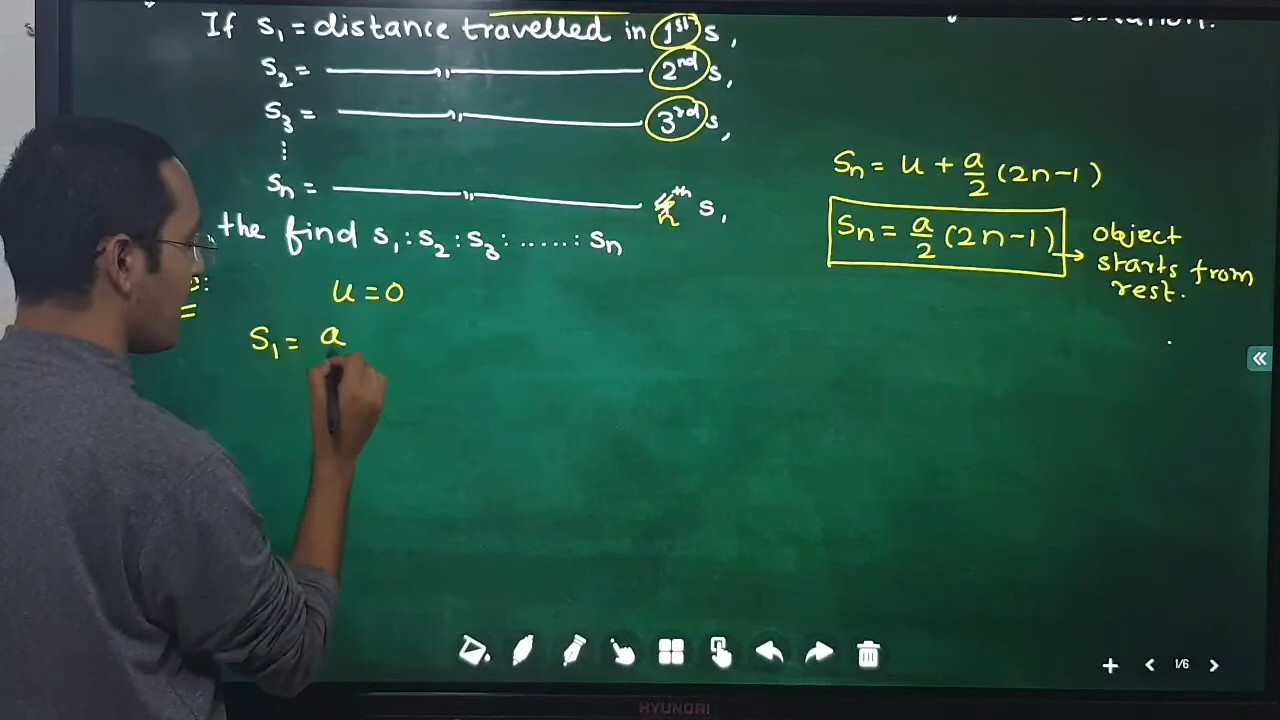 If s₁ = distance travelled in 1st s,
s₂ = ——— „ ——— 2nd s,
s₃ = ——— „ ——— 3rd s,
⋮
sₙ = ——— „ ——— nth s,
the find s₁ : s₂ : s₃ : ...... : sₙ
u = 0
S₁ = a
Sₙ = u + a/2 (2n-1)
Sₙ = a/2 (2n-1) → object
starts from
rest.
1/6
HYUNDAI